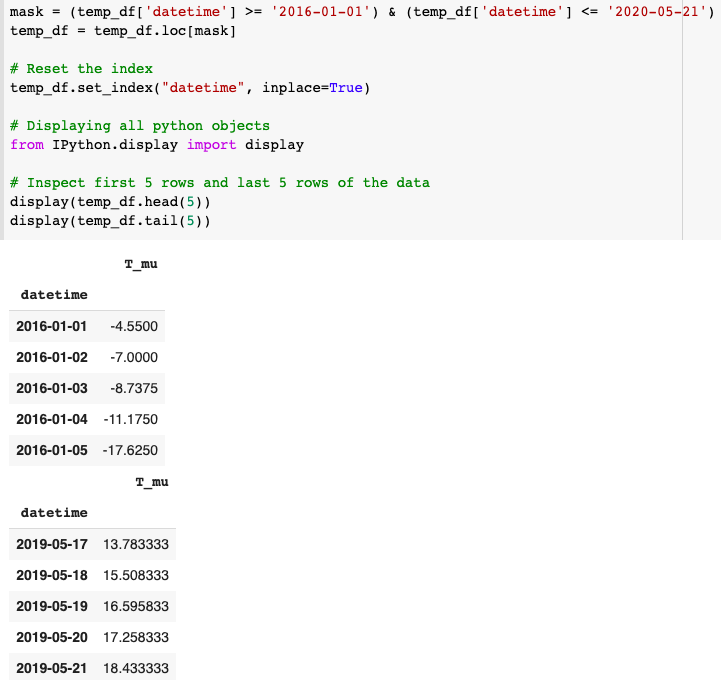 mask = (temp_df['datetime'] >= '2016-01-01') & (temp_df['datetime'] <= '2020-05-21')
temp_df = temp_df.loc[mask]
# Reset the index
temp_df.set_index("datetime", inplace=True)
# Displaying all python objects
from IPython.display import display
# Inspect first 5 rows and last 5 rows of the data
display(temp_df.head(5))
display(temp_df.tail(5))
T_mu
datetime
2016-01-01 -4.5500
2016-01-02 -7.0000
2016-01-03 -8.7375
2016-01-04 -11.1750
2016-01-05 -17.6250
T_mu
datetime
2019-05-17 13.783333
2019-05-18 15.508333
2019-05-19 16.595833
2019-05-20 17.258333
2019-05-21 18.433333